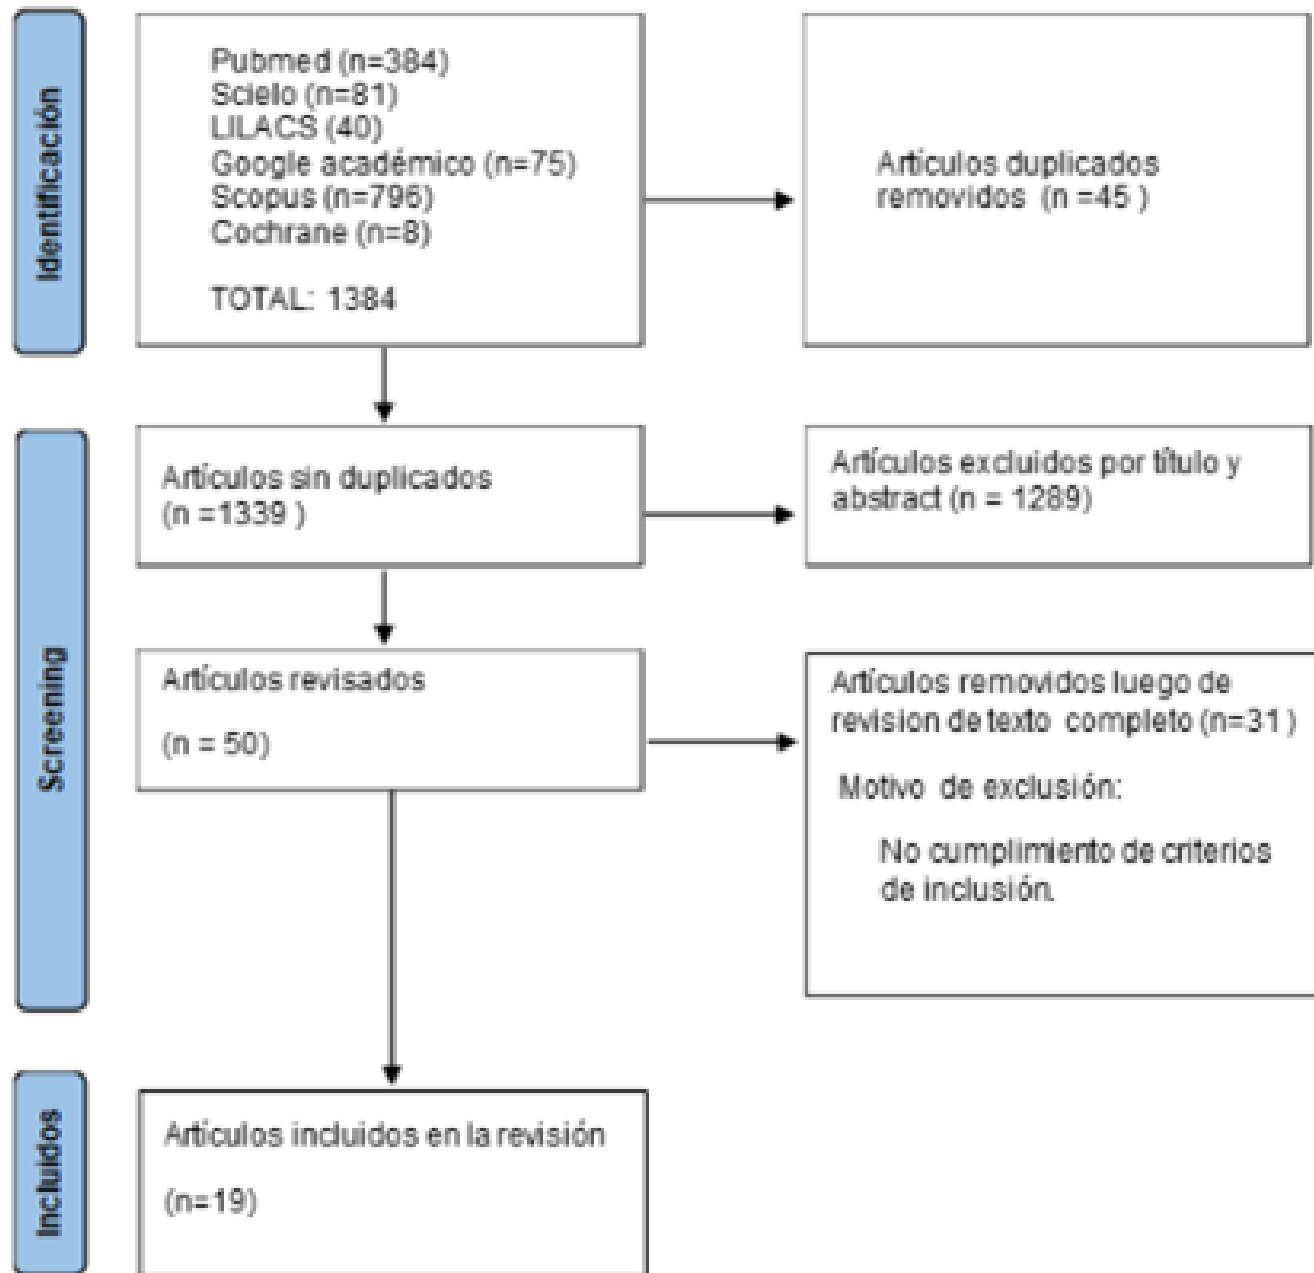 Identificación
Pubmed (n=384)
Scielo (n=81)
LILACS (40)
Google académico (n=75)
Scopus (n=796)
Cochrane (n=8)
TOTAL: 1384
Artículos duplicados
removidos (n =45 )
Screening
Artículos sin duplicados
(n =1339 )
Artículos excluidos por título y
abstract (n = 1289)
Artículos revisados
(n = 50)
Artículos removidos luego de
revision de texto completo (n=31 )
Motivo de exclusión:
No cumplimiento de criterios
de inclusión.
Incluidos
Artículos incluidos en la revisión
(n=19)